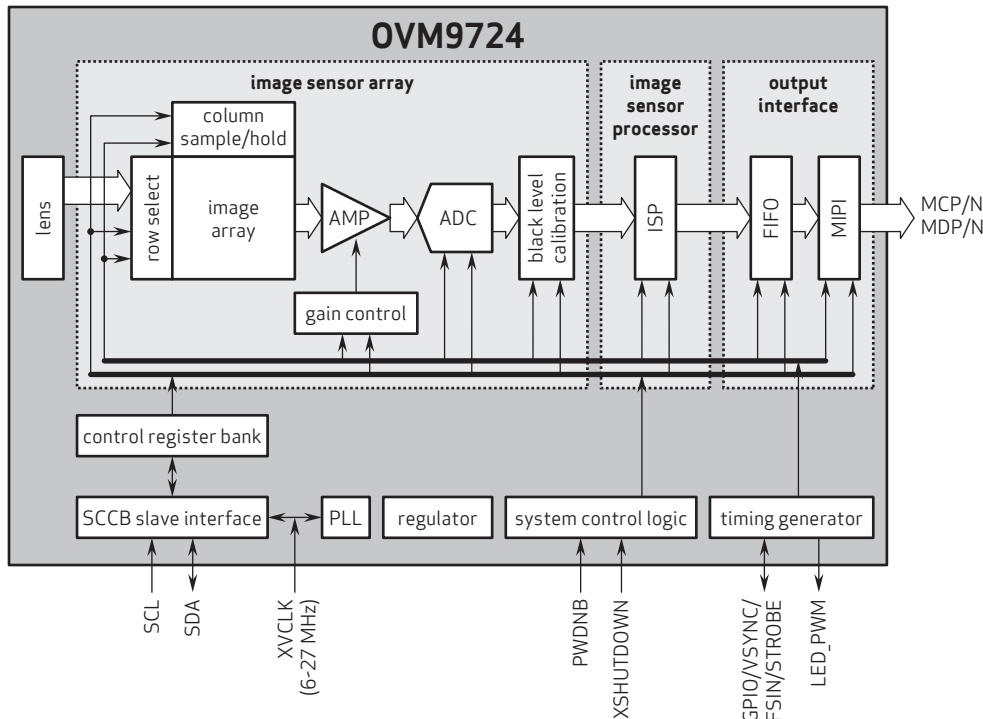 OVM9724
image sensor array
image
sensor
processor
output
interface
column
sample/hold
lens
row select
image
array
AMP
ADC
black level
calibration
ISP
FIFO
MIPI
MCP/N
MDP/N
gain control
control register bank
SCCB slave interface
PLL
regulator
system control logic
timing generator
SCL
SDA
XVCLK
(6-27 MHz)
PWDNB
XSHUTDOWN
GPIO/VSYNC/
FSIN/STROBE
LED_PWM